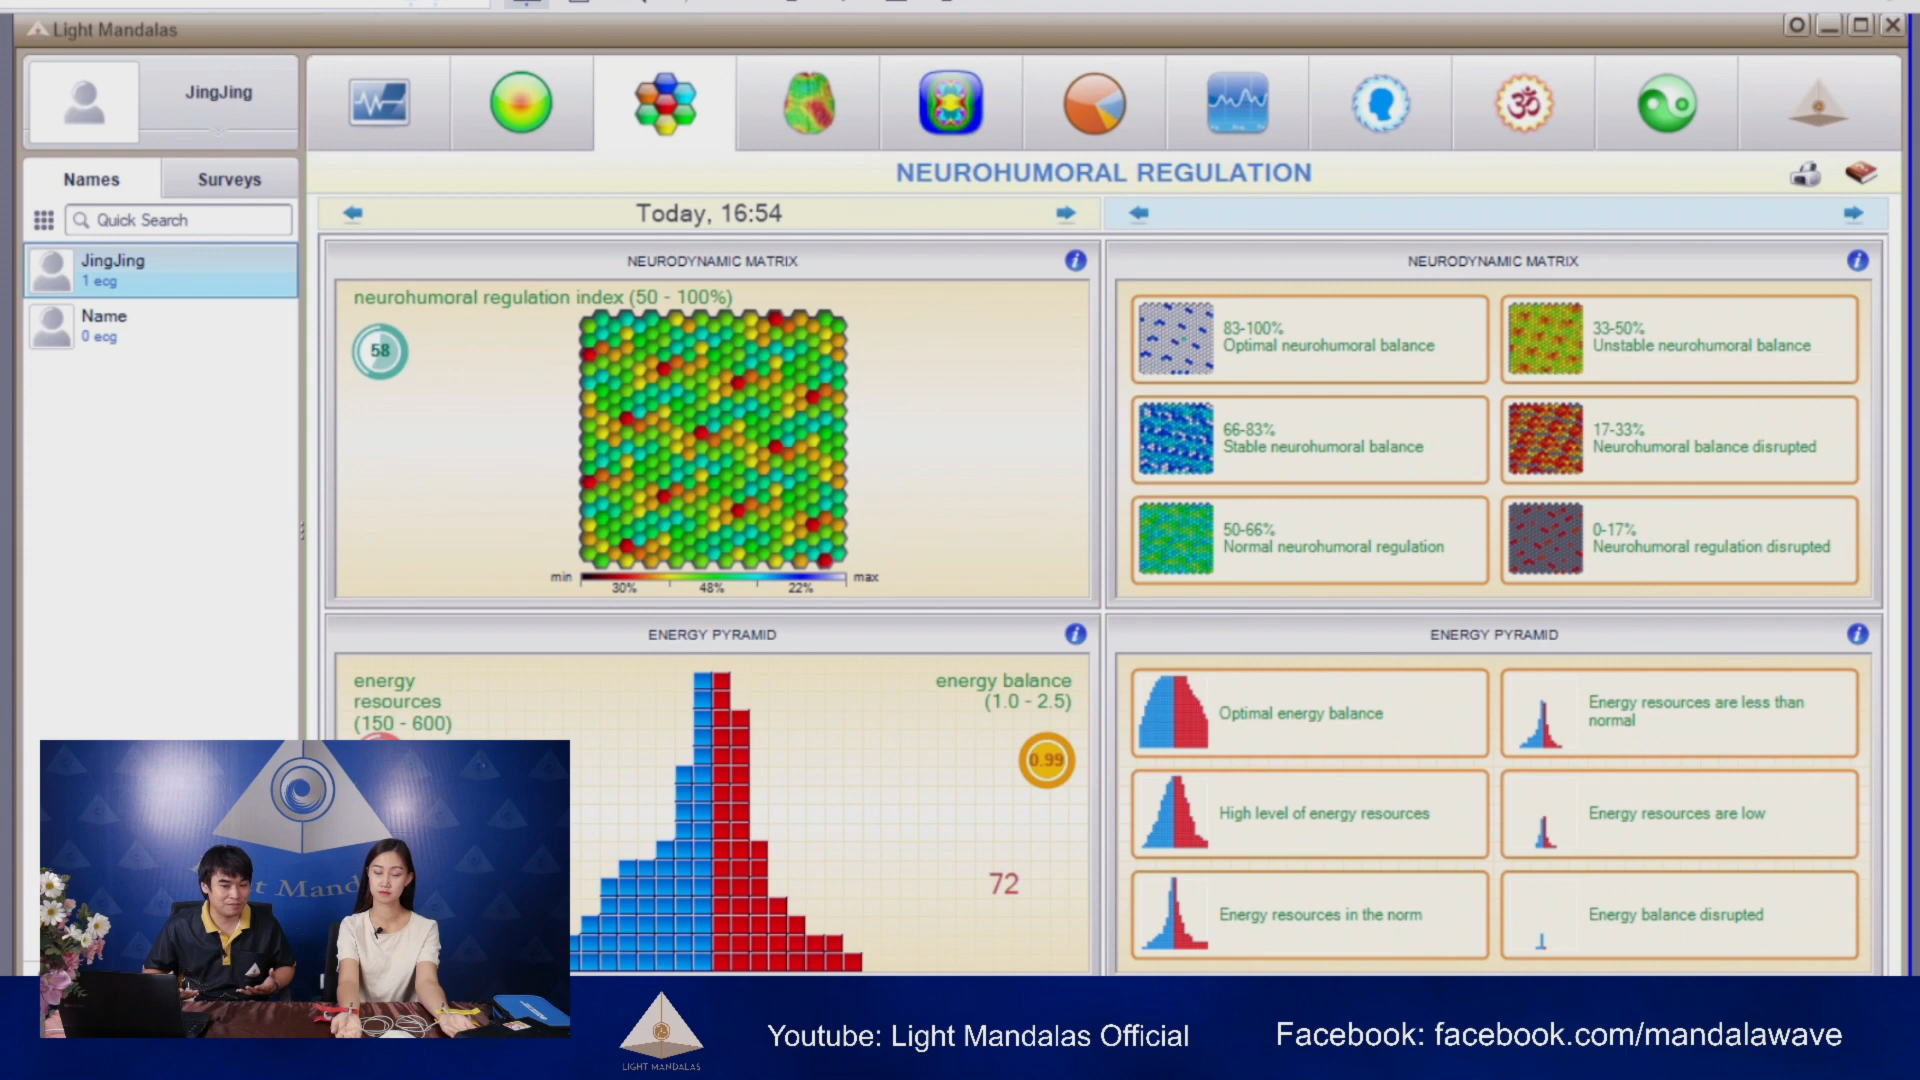 Light Mandalas
JingJing
Names
Surveys
Quick Search
JingJing
1 ecg
Name
0 ecg
NEUROHUMORAL REGULATION
Today, 16:54
NEURODYNAMIC MATRIX
neurohumoral regulation index (50 - 100%)
58
min
max
30%
48%
22%
NEURODYNAMIC MATRIX
83-100%
Optimal neurohumoral balance
33-50%
Unstable neurohumoral balance
66-83%
Stable neurohumoral balance
17-33%
Neurohumoral balance disrupted
50-66%
Normal neurohumoral regulation
0-17%
Neurohumoral regulation disrupted
ENERGY PYRAMID
energy
resources
(150 - 600)
energy balance
(1.0 - 2.5)
0.99
72
ENERGY PYRAMID
Optimal energy balance
Energy resources are less than
normal
High level of energy resources
Energy resources are low
Energy resources in the norm
Energy balance disrupted
t Mand
LIGHT MANDALAS
Youtube: Light Mandalas Official
Facebook: facebook.com/mandalawave